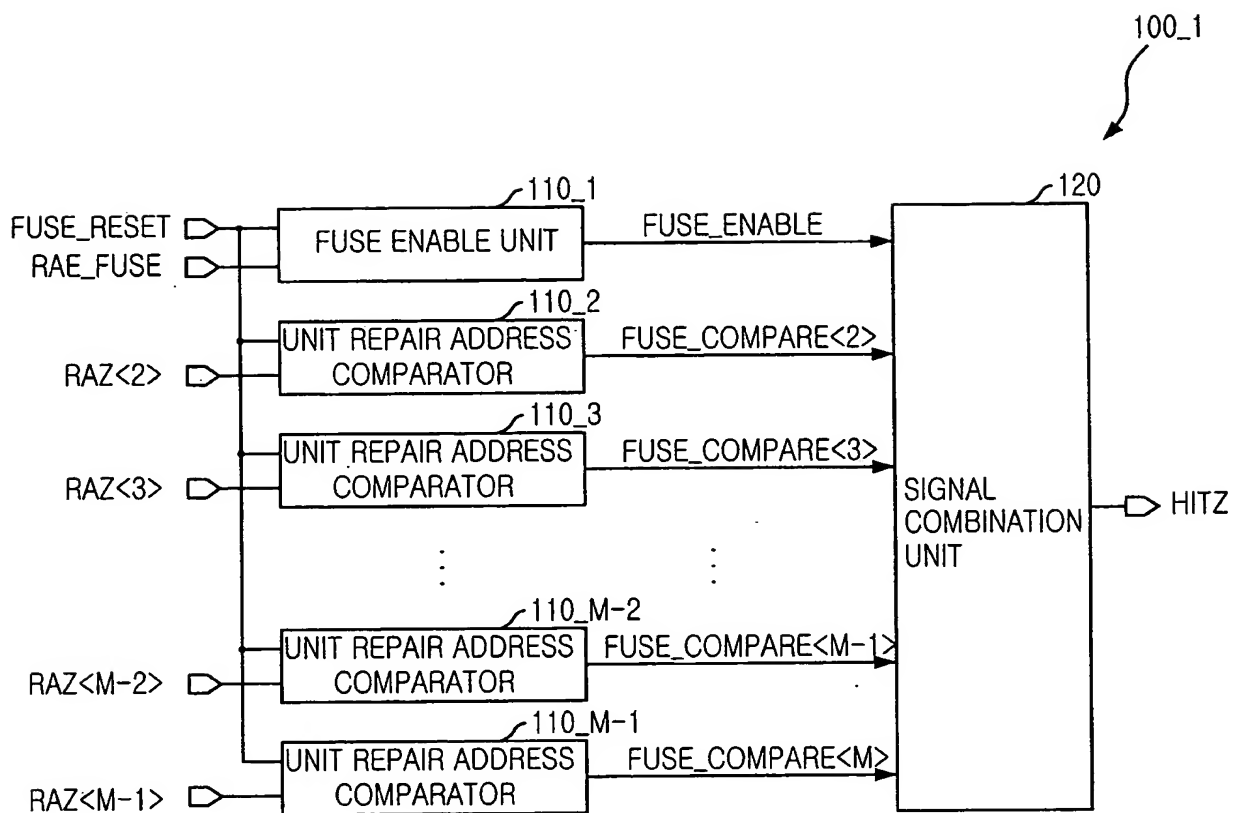 100_1
110_1
120
FUSE_RESET
FUSE ENABLE UNIT
FUSE_ENABLE
RAE_FUSE
110_2
UNIT REPAIR ADDRESS
COMPARATOR
FUSE_COMPARE<2>
RAZ<2>
110_3
UNIT REPAIR ADDRESS
COMPARATOR
FUSE_COMPARE<3>
RAZ<3>
SIGNAL
COMBINATION
UNIT
HITZ
110_M-2
UNIT REPAIR ADDRESS
COMPARATOR
FUSE_COMPARE<M-1>
RAZ<M-2>
110_M-1
UNIT REPAIR ADDRESS
COMPARATOR
FUSE_COMPARE<M>
RAZ<M-1>